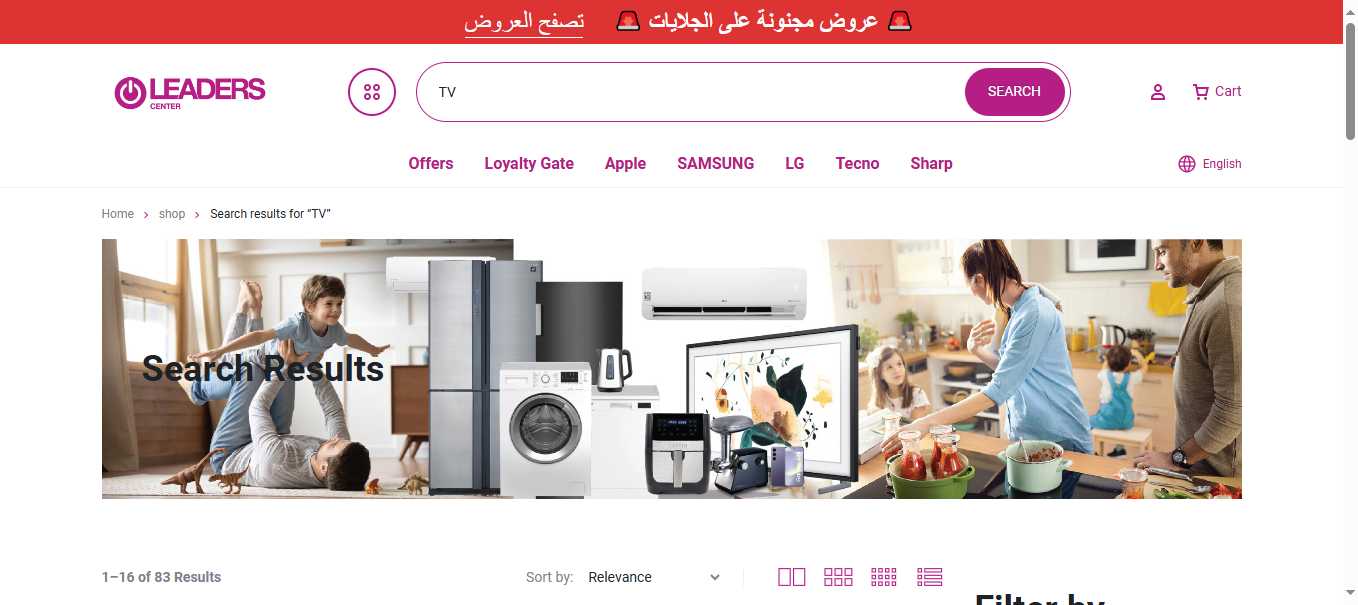 🚨 عروض مجنونة على الجلايات 🚨 تصفح العروض
LEADERS
CENTER
TV
SEARCH
Cart
Offers Loyalty Gate Apple SAMSUNG LG Tecno Sharp
English
Home › shop › Search results for “TV”
Search Results
1–16 of 83 Results
Sort by: Relevance
Filter by